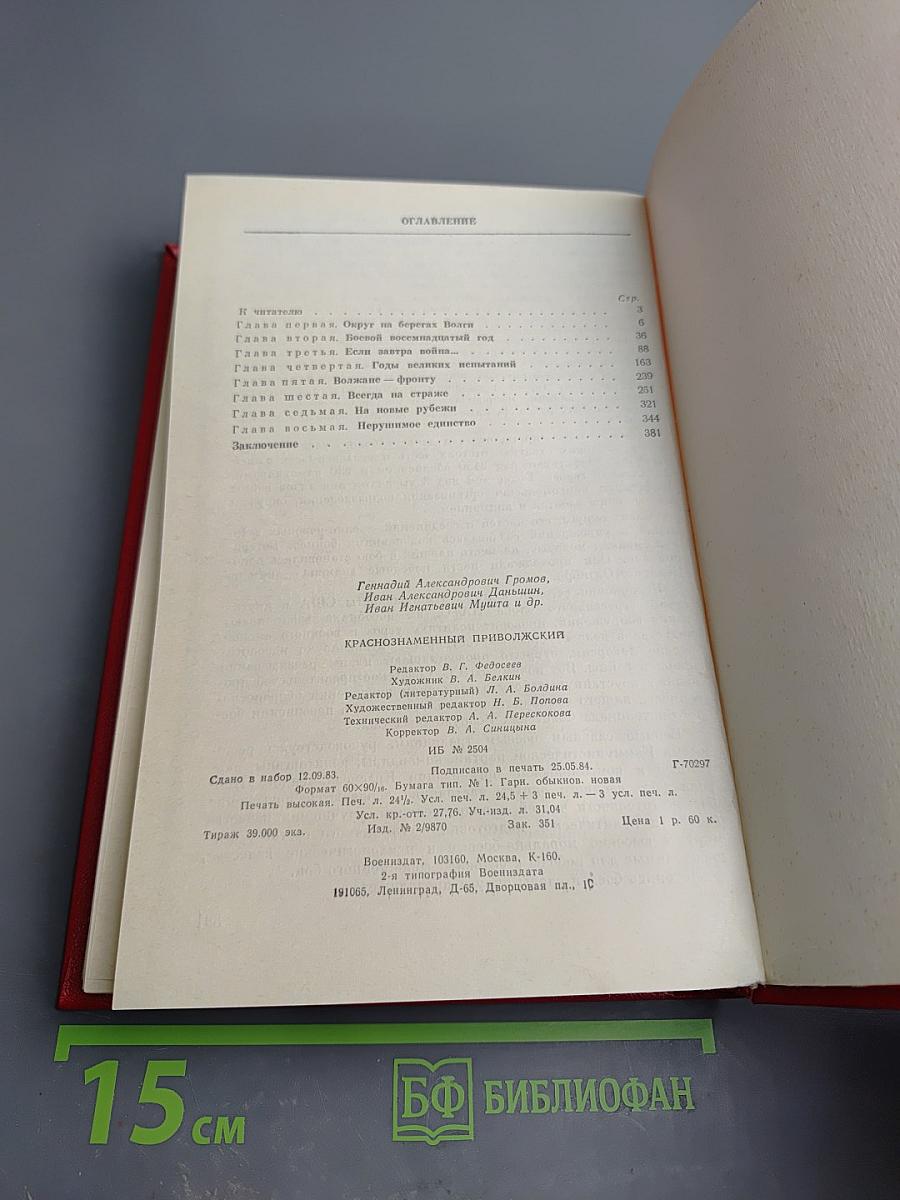 ОГЛАВЛЕНИЕ
Стр.
К читателю . . . 3
Глава первая. Округ на берегах Волги . . . 6
Глава вторая. Боевой восемнадцатый год . . . 36
Глава третья. Если завтра война... . . . 88
Глава четвертая. Годы великих испытаний . . . 163
Глава пятая. Волжане — фронту . . . 239
Глава шестая. Всегда на страже . . . 251
Глава седьмая. На новые рубежи . . . 321
Глава восьмая. Нерушимое единство . . . 344
Заключение . . . 381
Геннадий Александрович Громов,
Иван Александрович Даньшин,
Иван Игнатьевич Мушта и др.
КРАСНОЗНАМЕННЫЙ ПРИВОЛЖСКИЙ
Редактор В. Г. Федосеев
Художник В. А. Белкин
Редактор (литературный) Л. А. Болдина
Художественный редактор Н. Б. Попова
Технический редактор А. А. Перескокова
Корректор В. А. Синицына
ИБ № 2504
Сдано в набор 12.09.83. Подписано в печать 25.05.84. Г-70297
Формат 60×90/16. Бумага тип. № 1. Гарн. обыкнов. новая
Печать высокая. Печ. л. 24½. Усл. печ. л. 24,5 + 3 печ. л. — 3 усл. печ. л.
Усл. кр.-отт. 27,76. Уч.-изд. л. 31,04
Тираж 39.000 экз. Изд. № 2/9870 Зак. 351 Цена 1 р. 60 к.
Воениздат, 103160, Москва, К-160.
2-я типография Воениздата
191065, Ленинград, Д-65, Дворцовая пл., 10
15 см
БФ БИБЛИОФАН